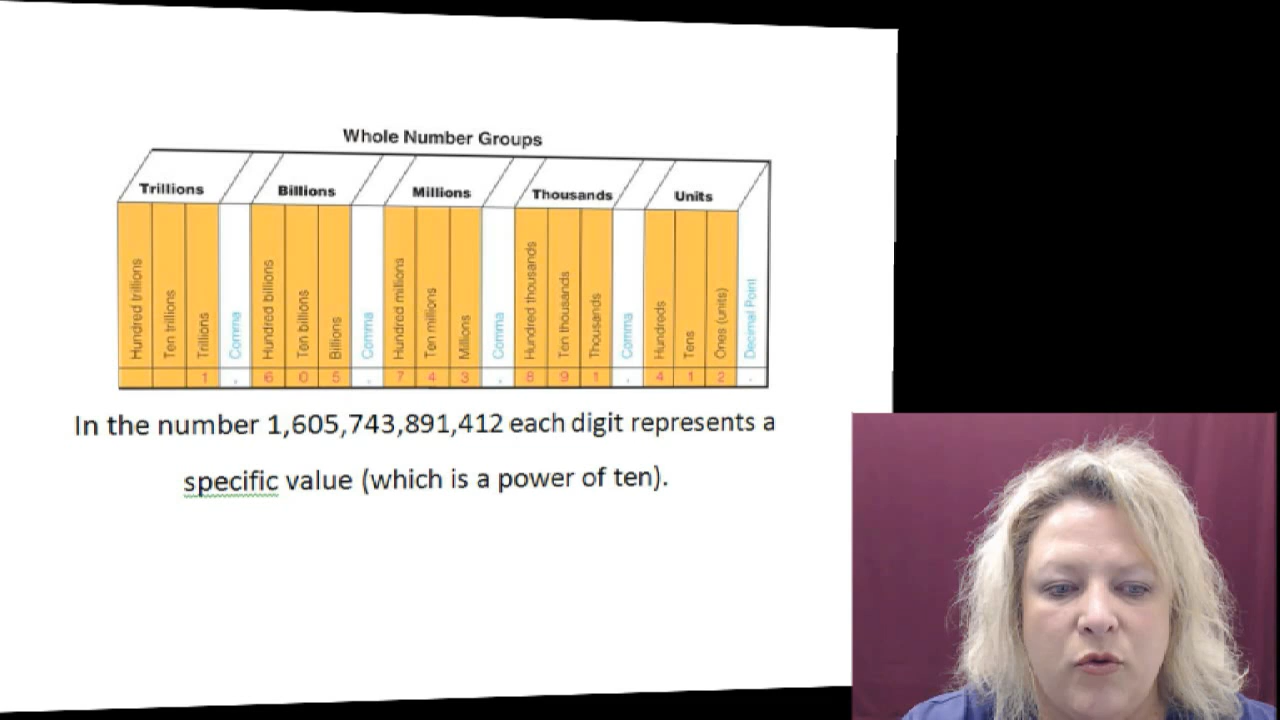 Whole Number Groups
Trillions Billions Millions Thousands Units
Hundred trillions Ten trillions Trillions Comma Hundred billions Ten billions Billions Comma Hundred millions Ten millions Millions Comma Hundred thousands Ten thousands Thousands Comma Hundreds Tens Ones (units) Decimal Point
1 , 6 0 5 , 7 4 3 , 8 9 1 , 4 1 2 .
In the number 1,605,743,891,412 each digit represents a
specific value (which is a power of ten).